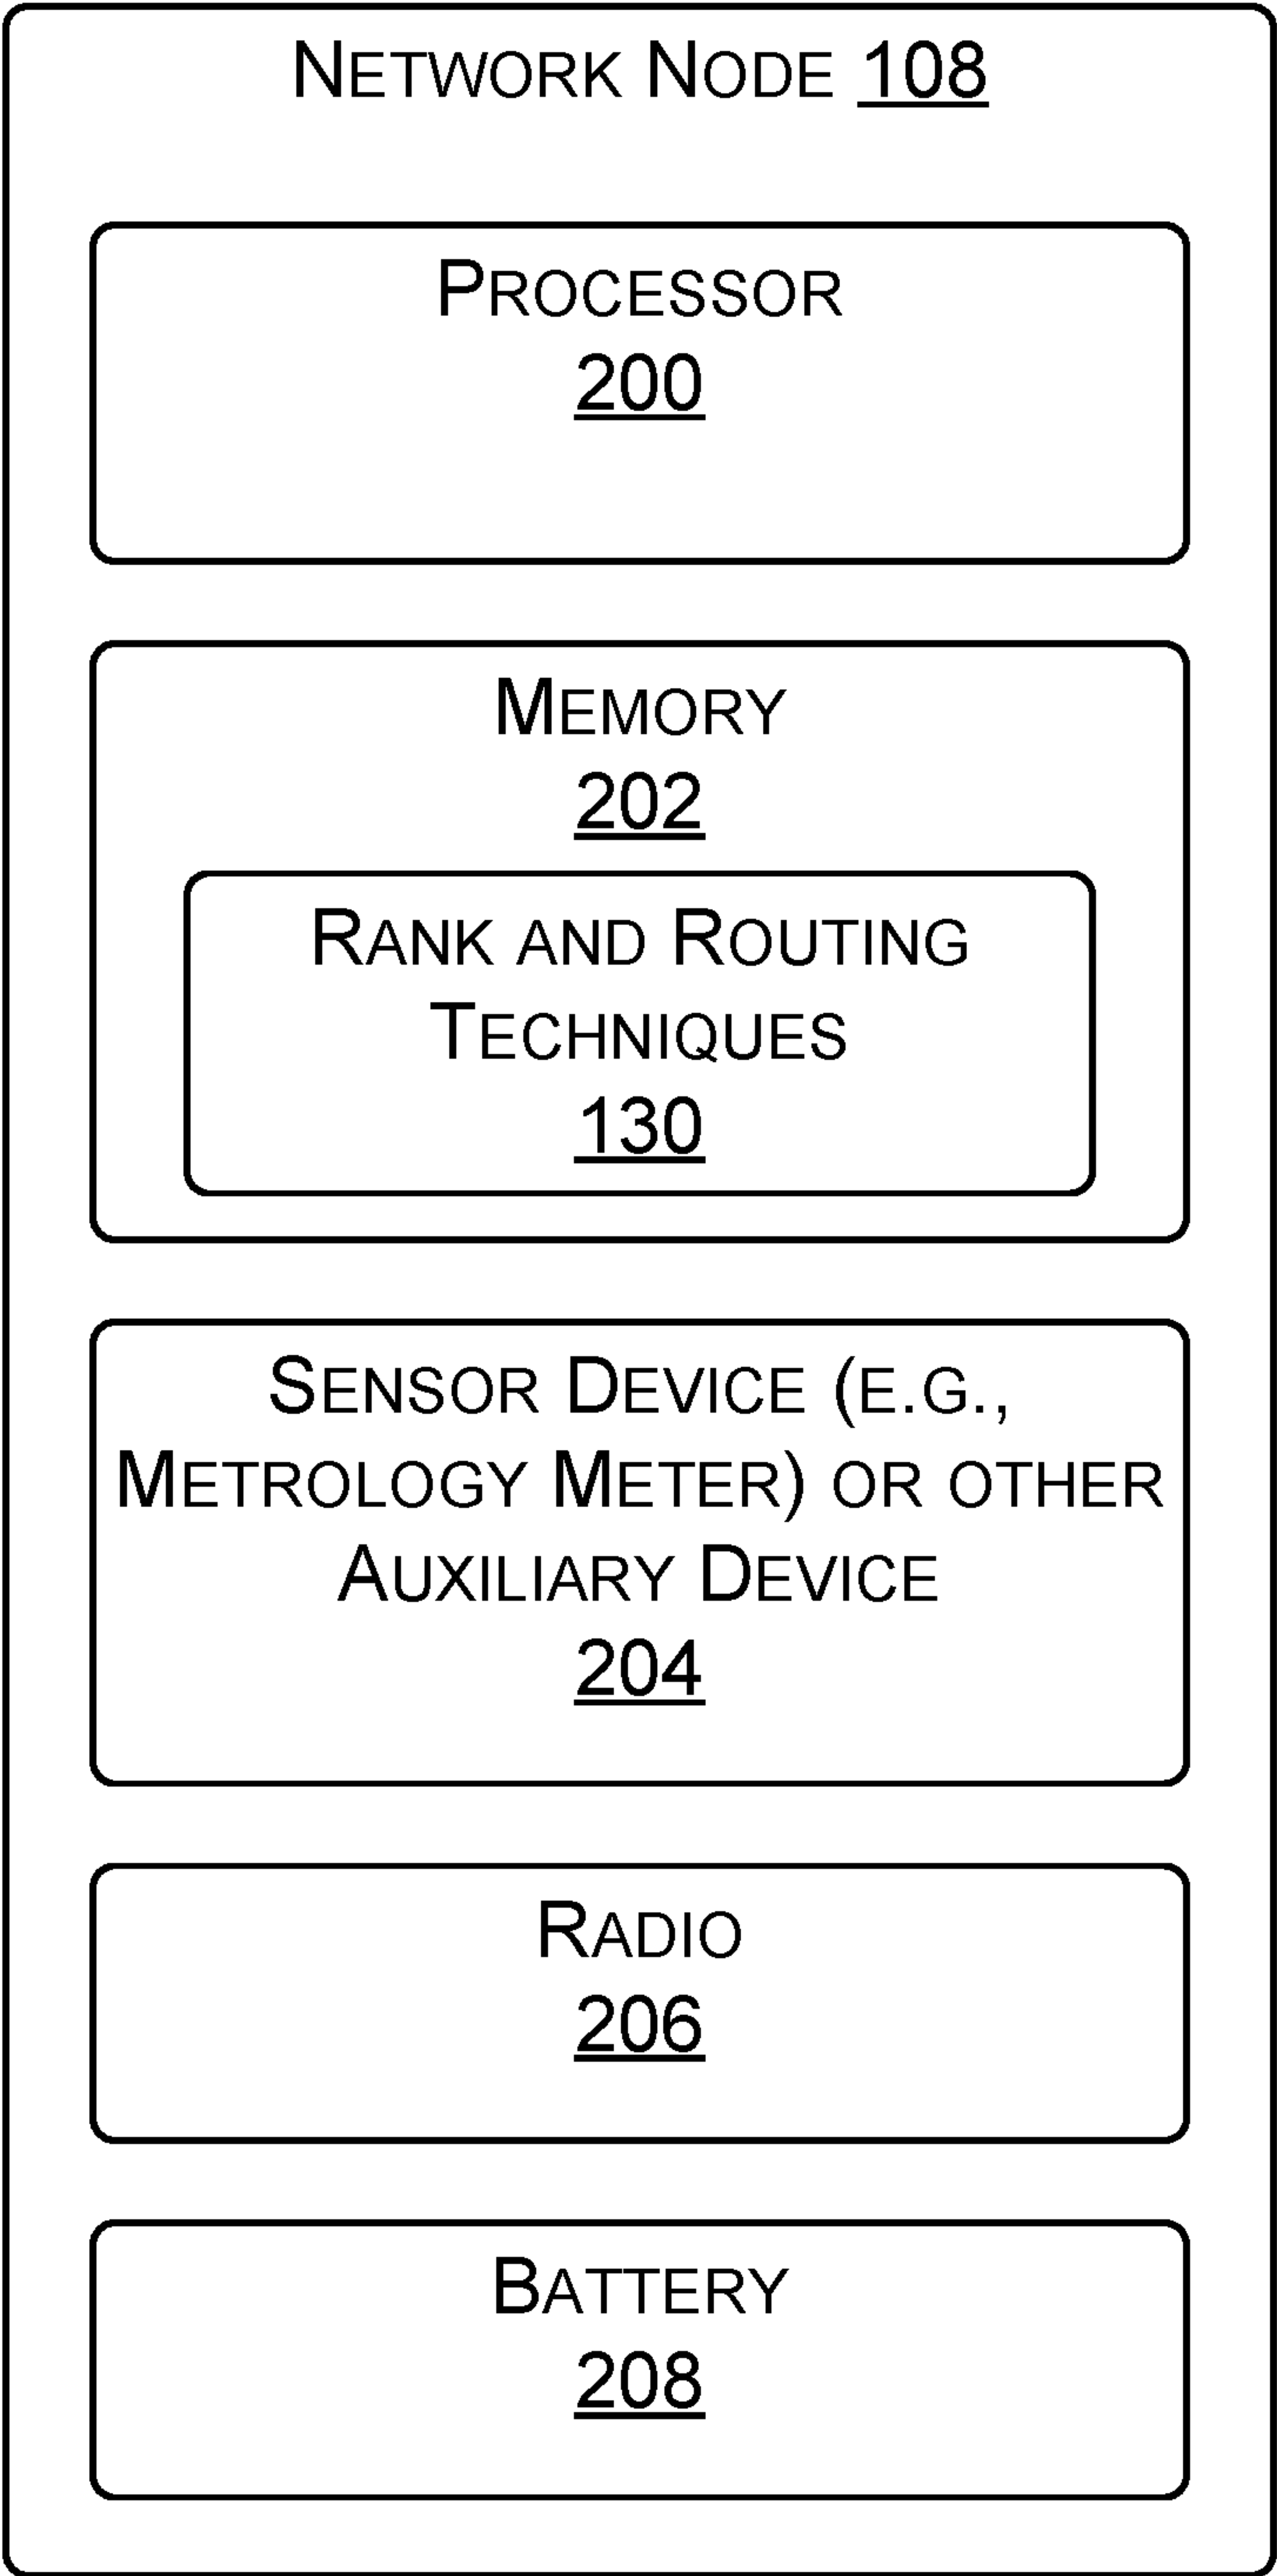 NETWORK NODE 108
PROCESSOR
200
MEMORY
202
RANK AND ROUTING
TECHNIQUES
130
SENSOR DEVICE (E.G.,
METROLOGY METER) OR OTHER
AUXILIARY DEVICE
204
RADIO
206
BATTERY
208